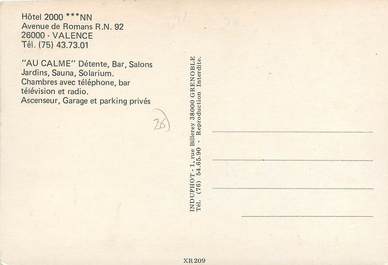 Hôtel 2000 ***NN
Avenue de Romans R.N. 92
26000 - VALENCE
Tél. (75) 43.73.01
"AU CALME" Détente, Bar, Salons
Jardins, Sauna, Solarium.
Chambres avec téléphone, bar
télévision et radio.
Ascenseur, Garage et parking privés
26
INDUPHOT - 1, rue Billerey 38000 GRENOBLE
Tél. (76) 54.65.90 - Reproduction Interdite.
XR209